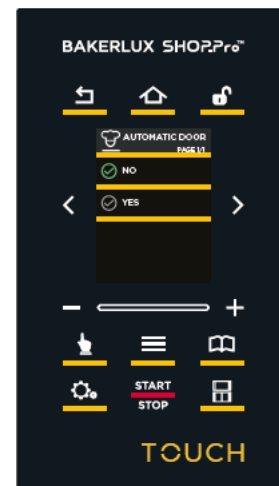 BAKERLUX SHOP.Pro™
AUTOMATIC DOOR
PAGE 1/1
NO
YES
START
STOP
TOUCH